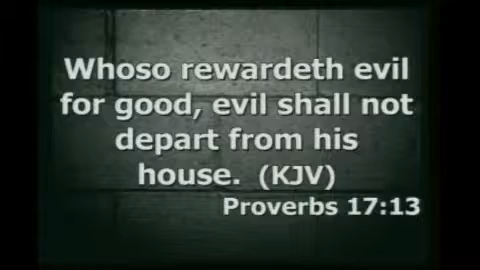 Whoso rewardeth evil
for good, evil shall not
depart from his
house. (KJV)
Proverbs 17:13